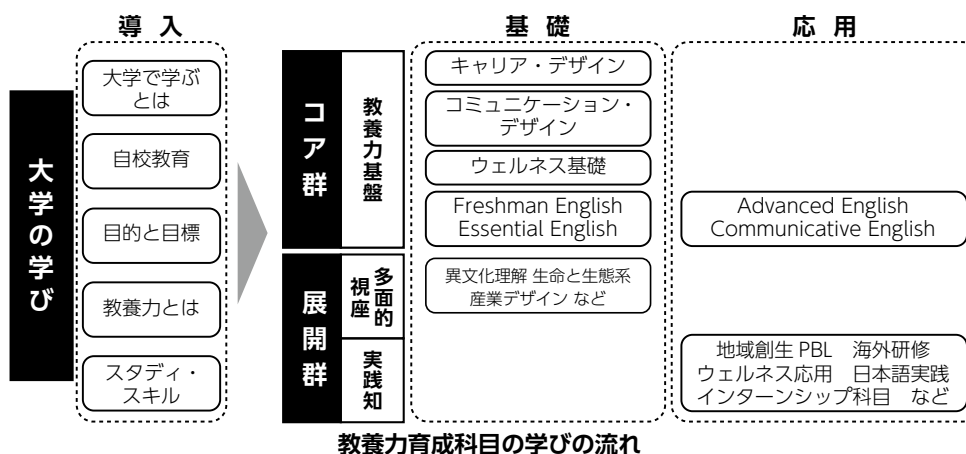 導入
大学の学び
大学で学ぶ
とは
自校教育
目的と目標
教養力とは
スタディ・
スキル
基礎
応用
コア群
教養力基盤
キャリア・デザイン
コミュニケーション・
デザイン
ウェルネス基礎
Freshman English
Essential English
Advanced English
Communicative English
展開群
多面的
視座
異文化理解 生命と生態系
産業デザイン など
実践知
地域創生 PBL 海外研修
ウェルネス応用 日本語実践
インターンシップ科目 など
教養力育成科目の学びの流れ